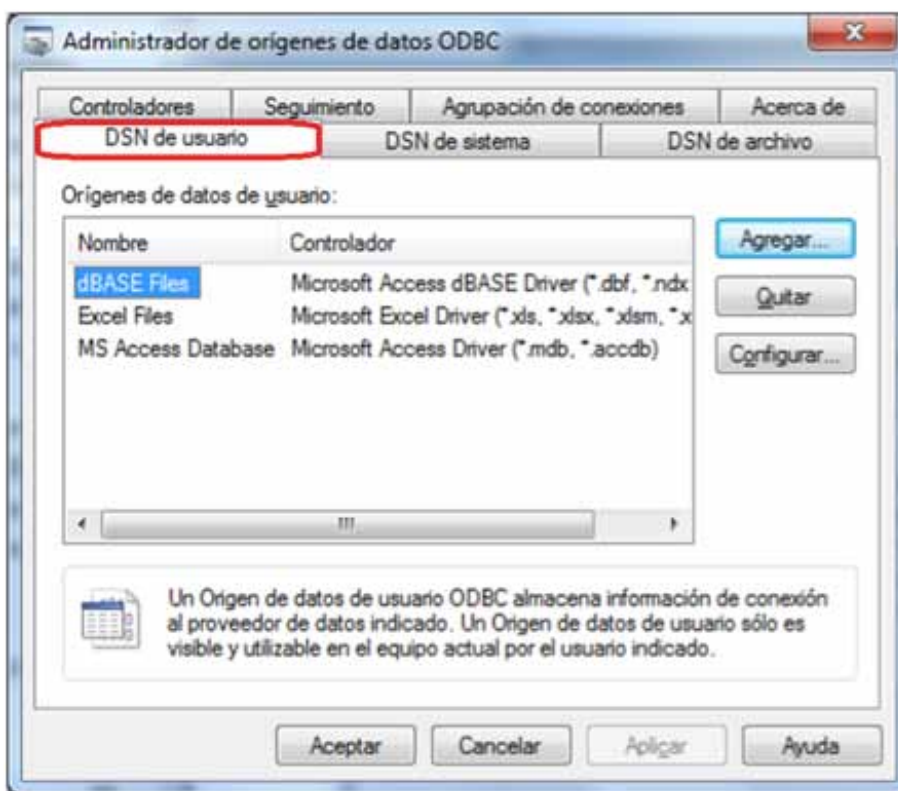 Administrador de orígenes de datos ODBC
Controladores Seguimiento Agrupación de conexiones Acerca de
DSN de usuario DSN de sistema DSN de archivo
Orígenes de datos de usuario:
Nombre Controlador
dBASE Files Microsoft Access dBASE Driver (*.dbf, *.ndx
Excel Files Microsoft Excel Driver (*.xls, *.xlsx, *.xlsm, *.x
MS Access Database Microsoft Access Driver (*.mdb, *.accdb)
Agregar...
Quitar
Configurar...
Un Origen de datos de usuario ODBC almacena información de conexión
al proveedor de datos indicado. Un Origen de datos de usuario sólo es
visible y utilizable en el equipo actual por el usuario indicado.
Aceptar Cancelar Aplicar Ayuda